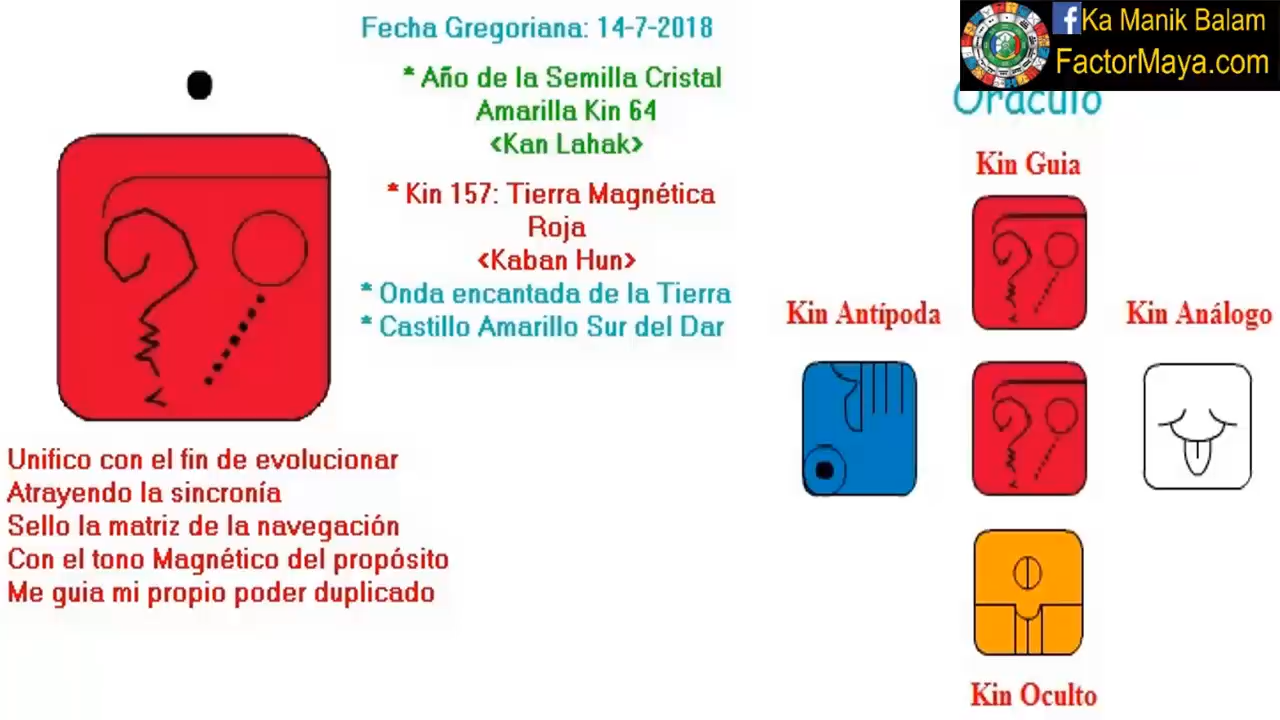 Fecha Gregoriana: 14-7-2018
* Año de la Semilla Cristal
Amarilla Kin 64
<Kan Lahak>
* Kin 157: Tierra Magnética
Roja
<Kaban Hun>
* Onda encantada de la Tierra
* Castillo Amarillo Sur del Dar
Unifico con el fin de evolucionar
Atrayendo la sincronía
Sello la matriz de la navegación
Con el tono Magnético del propósito
Me guia mi propio poder duplicado
Ka Manik Balam
FactorMaya.com
Oráculo
Kin Guia
Kin Antípoda
Kin Análogo
Kin Oculto